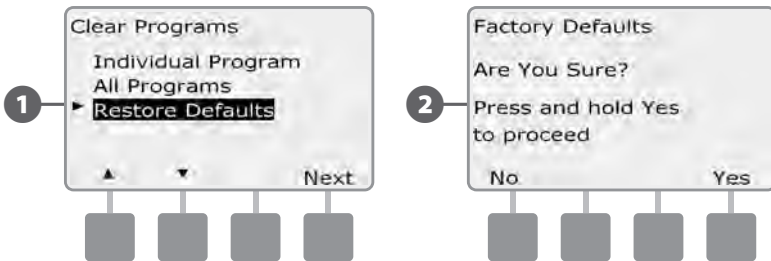 Clear Programs
Individual Program
All Programs
► Restore Defaults
▲ ▼ Next
1
Factory Defaults
Are You Sure?
Press and hold Yes
to proceed
No Yes
2